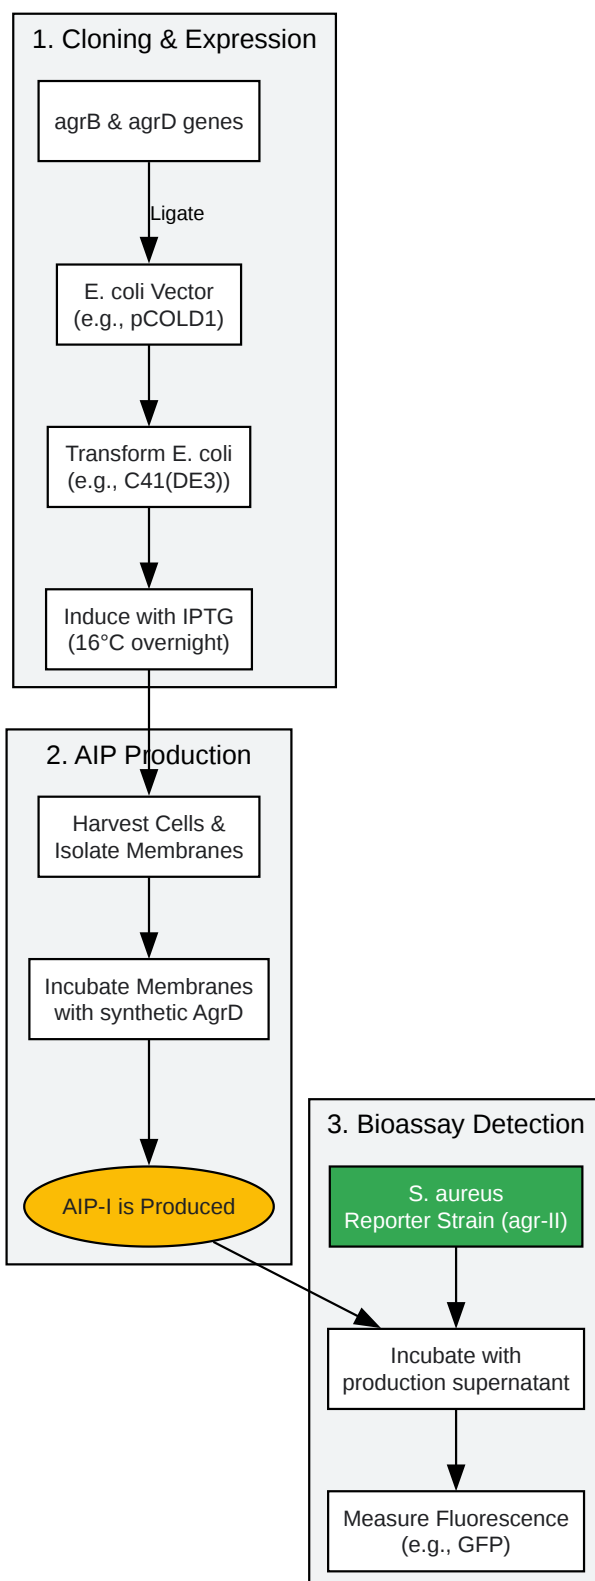 1. Cloning & Expression
agrB & agrD genes
Ligate
E. coli Vector
(e.g., pCOLD1)
Transform E. coli
(e.g., C41(DE3))
Induce with IPTG
(16°C overnight)
2. AIP Production
Harvest Cells &
Isolate Membranes
Incubate Membranes
with synthetic AgrD
AIP-I is Produced
3. Bioassay Detection
S. aureus
Reporter Strain (agr-II)
Incubate with
production supernatant
Measure Fluorescence
(e.g., GFP)